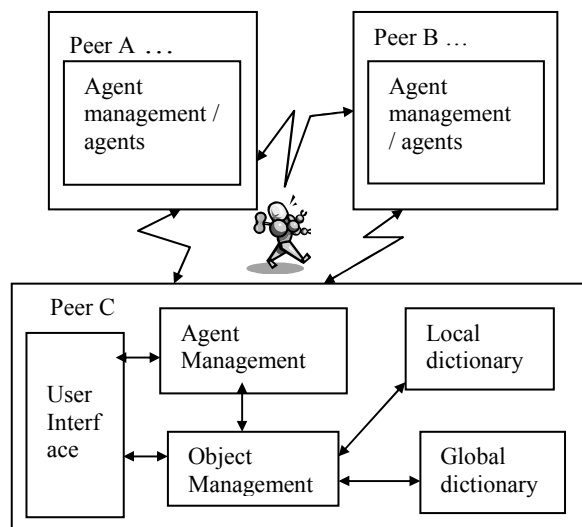 Peer A ...
Agent
management /
agents
Peer B ...
Agent
management
/ agents
Peer C
User
Interf
ace
Agent
Management
Object
Management
Local
dictionary
Global
dictionary